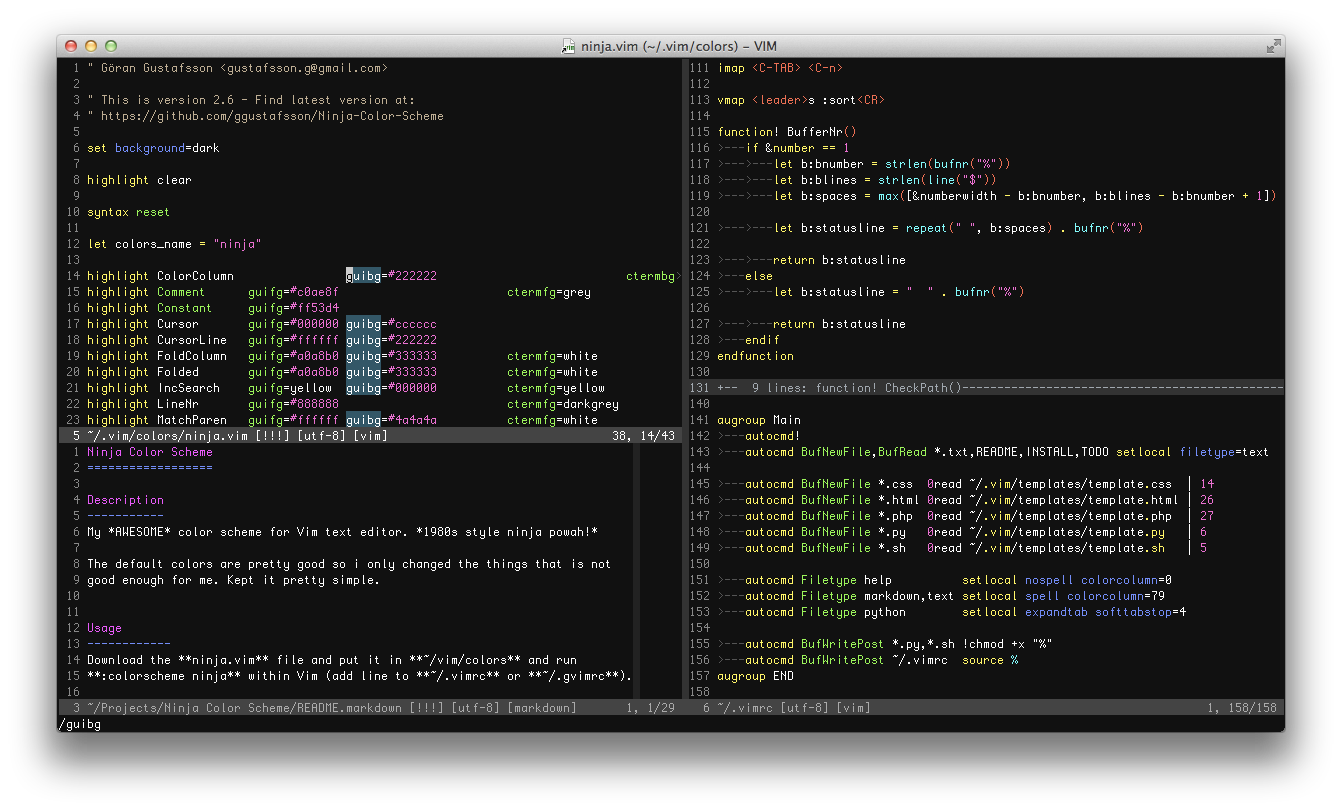 ninja.vim (~/.vim/colors) – VIM
1 " Göran Gustafsson <gustafsson.g@gmail.com>
2
3 " This is version 2.6 - Find latest version at:
4 " https://github.com/ggustafsson/Ninja-Color-Scheme
5
6 set background=dark
7
8 highlight clear
9
10 syntax reset
11
12 let colors_name = "ninja"
13
14 highlight ColorColumn guibg=#222222 ctermbg>
15 highlight Comment guifg=#c0ae8f ctermfg=grey
16 highlight Constant guifg=#ff53d4
17 highlight Cursor guifg=#000000 guibg=#cccccc
18 highlight CursorLine guifg=#ffffff guibg=#222222
19 highlight FoldColumn guifg=#a0a8b0 guibg=#333333 ctermfg=white
20 highlight Folded guifg=#a0a8b0 guibg=#333333 ctermfg=white
21 highlight IncSearch guifg=yellow guibg=#000000 ctermfg=yellow
22 highlight LineNr guifg=#888888 ctermfg=darkgrey
23 highlight MatchParen guifg=#ffffff guibg=#4a4a4a ctermfg=white
5 ~/.vim/colors/ninja.vim [!!!] [utf-8] [vim] 38, 14/43
1 Ninja Color Scheme
2 ==================
3
4 Description
5 -----------
6 My *AWESOME* color scheme for Vim text editor. *1980s style ninja powah!*
7
8 The default colors are pretty good so i only changed the things that is not
9 good enough for me. Kept it pretty simple.
10
11
12 Usage
13 ------------
14 Download the **ninja.vim** file and put it in **~/vim/colors** and run
15 **:colorscheme ninja** within Vim (add line to **~/.vimrc** or **~/.gvimrc**).
16
3 ~/Projects/Ninja Color Scheme/README.markdown [!!!] [utf-8] [markdown] 1, 1/29
111 imap <C-TAB> <C-n>
112
113 vmap <leader>s :sort<CR>
114
115 function! BufferNr()
116 >---if &number == 1
117 >--->---let b:bnumber = strlen(bufnr("%"))
118 >--->---let b:blines = strlen(line("$"))
119 >--->---let b:spaces = max([&numberwidth - b:bnumber, b:blines - b:bnumber + 1])
120
121 >--->---let b:statusline = repeat(" ", b:spaces) . bufnr("%")
122
123 >--->---return b:statusline
124 >---else
125 >--->---let b:statusline = "  " . bufnr("%")
126
127 >--->---return b:statusline
128 >---endif
129 endfunction
130
131 +--  9 lines: function! CheckPath()----------------------------------------------
140
141 augroup Main
142 >---autocmd!
143 >---autocmd BufNewFile,BufRead *.txt,README,INSTALL,TODO setlocal filetype=text
144
145 >---autocmd BufNewFile *.css  0read ~/.vim/templates/template.css  | 14
146 >---autocmd BufNewFile *.html 0read ~/.vim/templates/template.html | 26
147 >---autocmd BufNewFile *.php  0read ~/.vim/templates/template.php  | 27
148 >---autocmd BufNewFile *.py   0read ~/.vim/templates/template.py   | 6
149 >---autocmd BufNewFile *.sh   0read ~/.vim/templates/template.sh   | 5
150
151 >---autocmd Filetype help          setlocal nospell colorcolumn=0
152 >---autocmd Filetype markdown,text setlocal spell colorcolumn=79
153 >---autocmd Filetype python        setlocal expandtab softtabstop=4
154
155 >---autocmd BufWritePost *.py,*.sh !chmod +x "%"
156 >---autocmd BufWritePost ~/.vimrc  source %
157 augroup END
158
6 ~/.vimrc [utf-8] [vim] 1, 158/158
/guibg